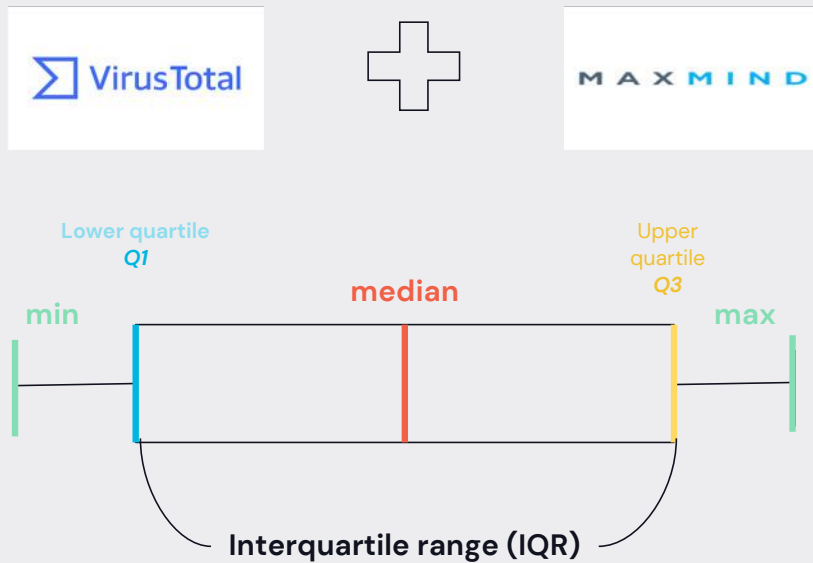 VirusTotal
MAXMIND
Lower quartile
Q1
Upper
quartile
Q3
median
min
max
Interquartile range (IQR)